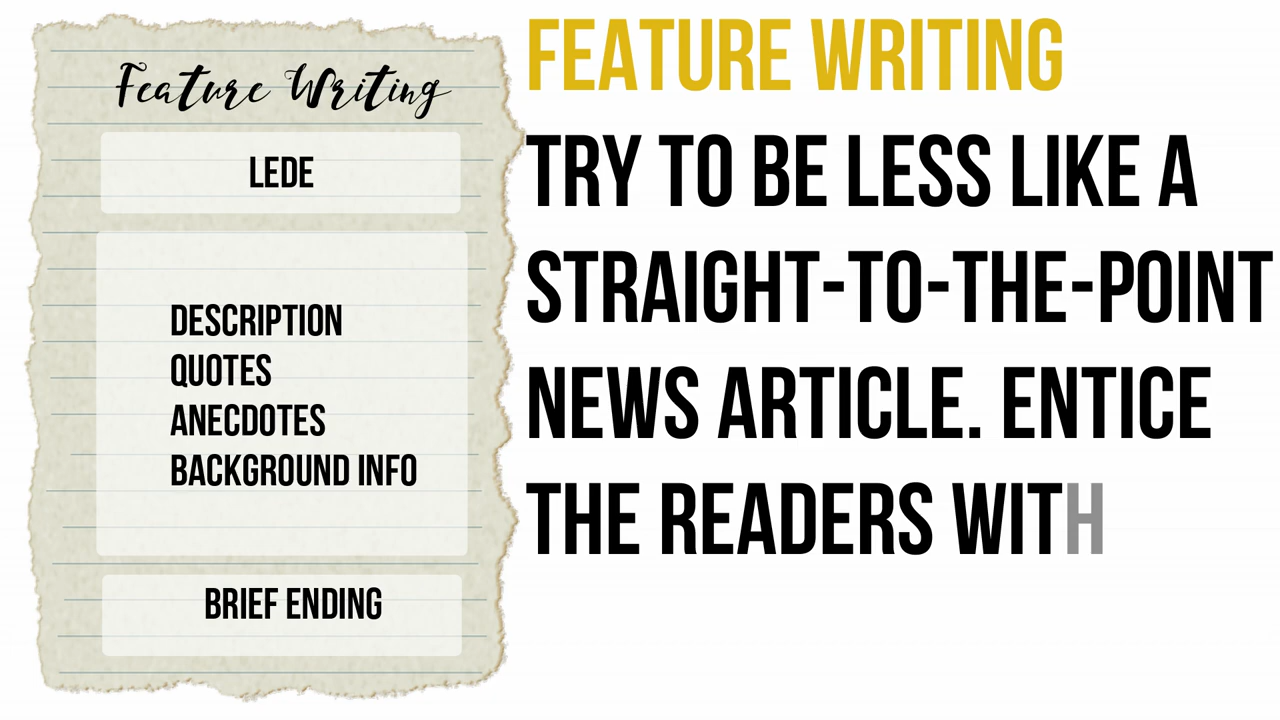 Feature Writing
LEDE
DESCRIPTION
QUOTES
ANECDOTES
BACKGROUND INFO
BRIEF ENDING
FEATURE WRITING
TRY TO BE LESS LIKE A
STRAIGHT-TO-THE-POINT
NEWS ARTICLE. ENTICE
THE READERS WITH